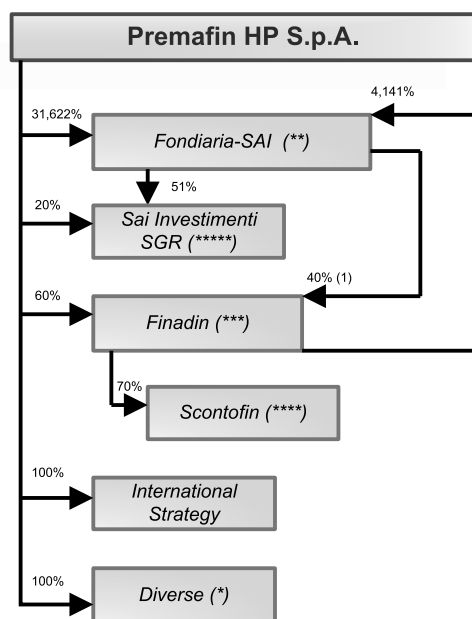 Premafin HP S.p.A.
4,141%
31,622%
Fondiaria-SAI (**)
51%
20%
Sai Investimenti
SGR (*****)
40% (1)
60%
Finadin (***)
70%
Scontofin (****)
100%
International
Strategy
100%
Diverse (*)